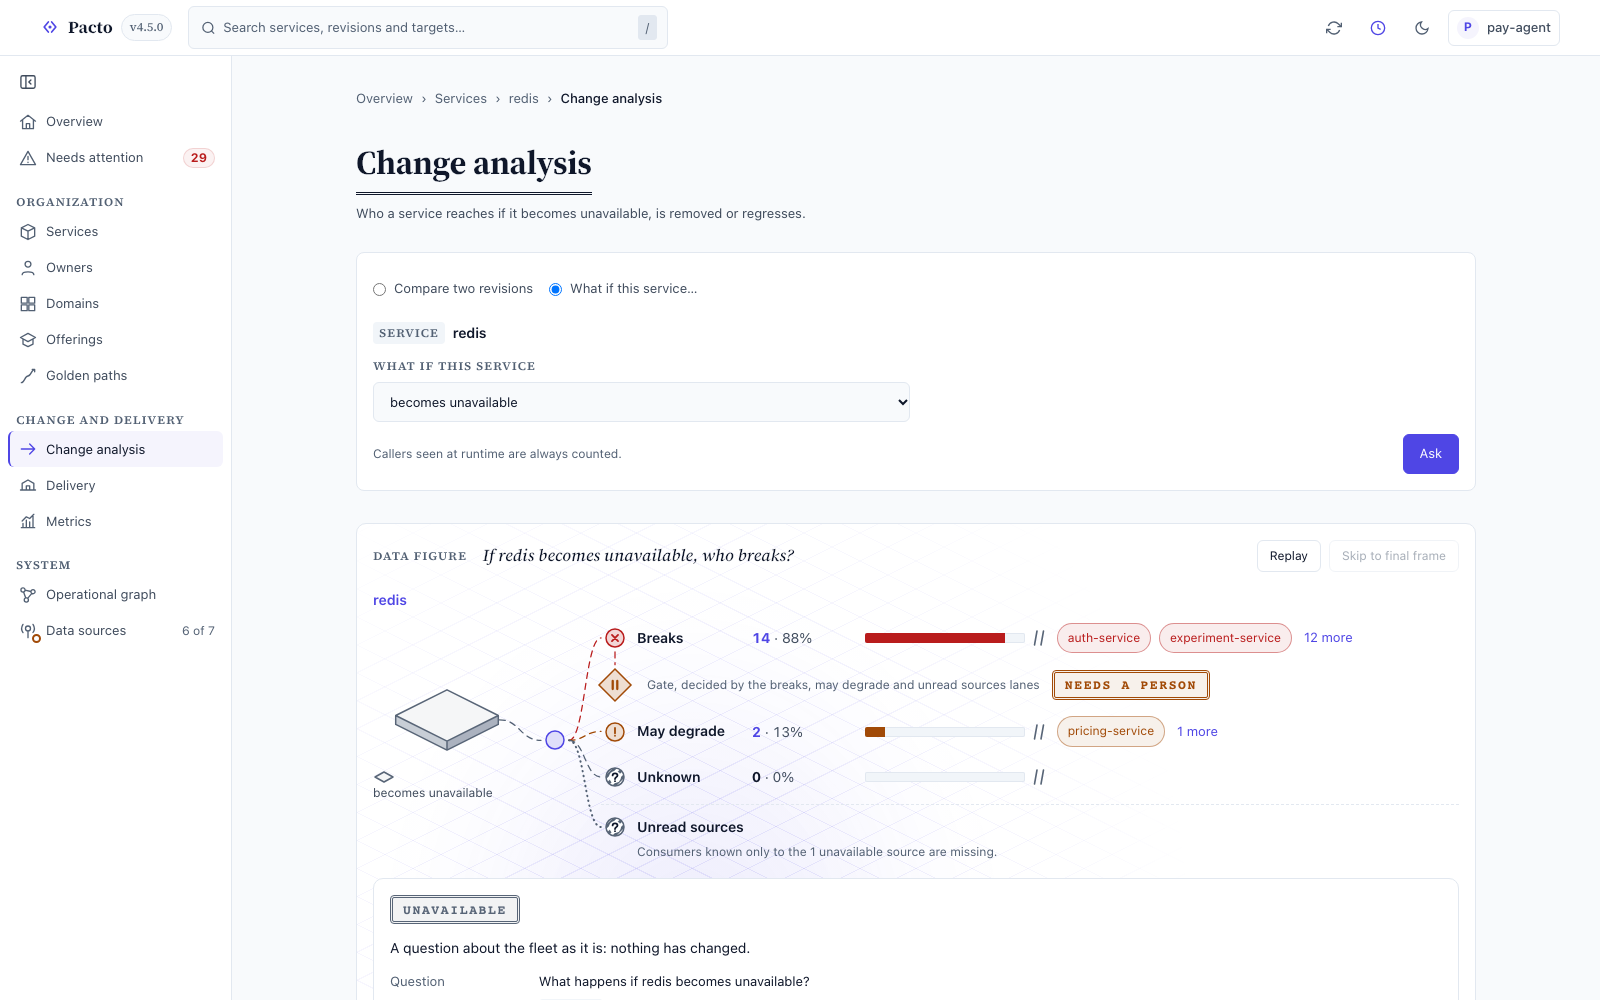 Pacto v4.5.0 Search services, revisions and targets... / P pay-agent
Overview
Needs attention 29
ORGANIZATION
Services
Owners
Domains
Offerings
Golden paths
CHANGE AND DELIVERY
Change analysis
Delivery
Metrics
SYSTEM
Operational graph
Data sources 6 of 7
Overview › Services › redis › Change analysis
Change analysis
Who a service reaches if it becomes unavailable, is removed or regresses.
Compare two revisions What if this service...
SERVICE redis
WHAT IF THIS SERVICE
becomes unavailable
Callers seen at runtime are always counted. Ask
DATA FIGURE If redis becomes unavailable, who breaks? Replay Skip to final frame
redis
Breaks 14 · 88% // auth-service experiment-service 12 more
Gate, decided by the breaks, may degrade and unread sources lanes NEEDS A PERSON
May degrade 2 · 13% // pricing-service 1 more
Unknown 0 · 0% //
becomes unavailable
Unread sources
Consumers known only to the 1 unavailable source are missing.
UNAVAILABLE
A question about the fleet as it is: nothing has changed.
Question What happens if redis becomes unavailable?